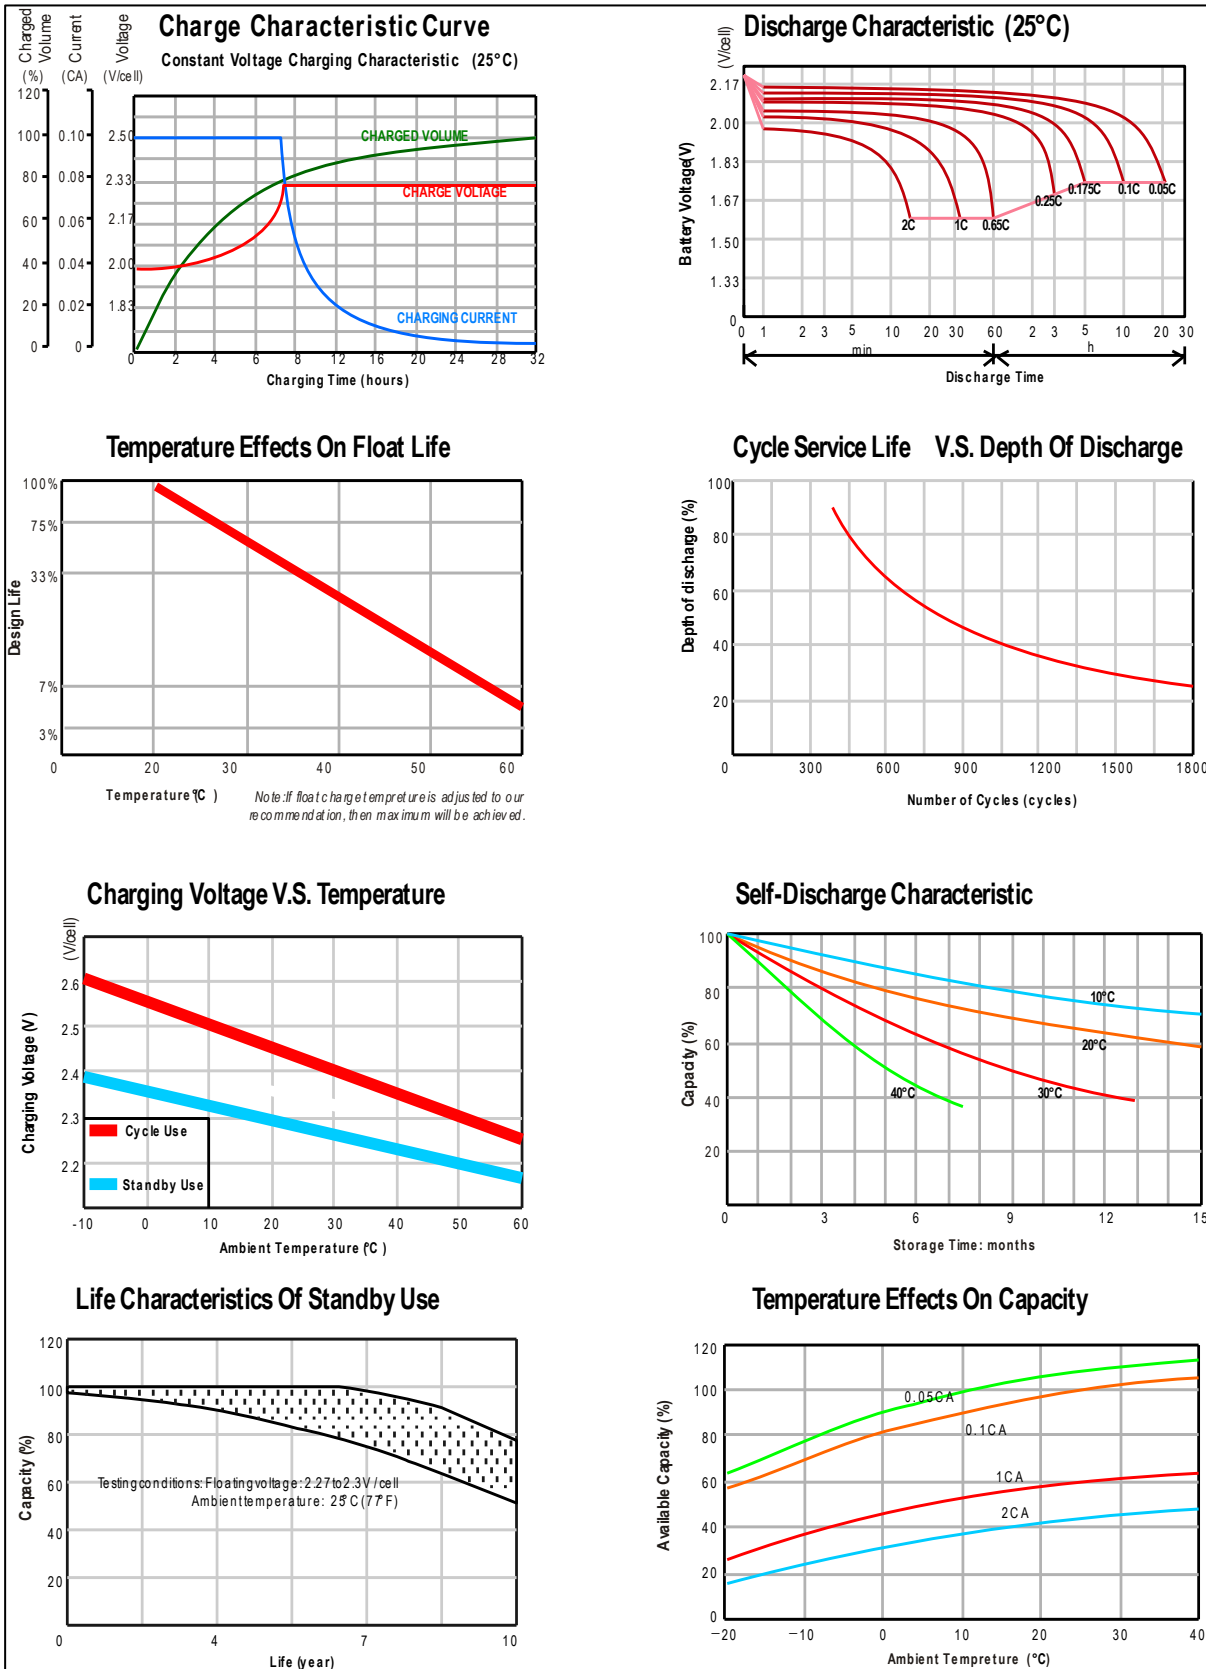 Charge Characteristic Curve
Constant Voltage Charging Characteristic (25°C)
Charged Volume
Current
Voltage
(%) (CA) (V/cell)
120
100 0.10 2.50
80 0.08 2.33
60 0.06 2.17
40 0.04 2.00
20 0.02 1.83
0 0
CHARGED VOLUME
CHARGE VOLTAGE
CHARGING CURRENT
0 2 4 6 8 12 16 20 24 28 32
Charging Time (hours)
Discharge Characteristic (25°C)
(V/cell)
Battery Voltage(V)
2.17
2.00
1.83
1.67
1.50
1.33
0
2C 1C 0.65C 0.25C 0.175C 0.1C 0.05C
0 1 2 3 5 10 20 30 60 2 3 5 10 20 30
min h
Discharge Time
Temperature Effects On Float Life
Design Life
100%
75%
33%
7%
3%
0 20 30 40 50 60
Temperature(°C )
Note:If float charge tempreture is adjusted to our
recommendation, then maximum will be achieved.
Cycle Service Life V.S. Depth Of Discharge
Depth of discharge (%)
100
80
60
40
20
0 300 600 900 1200 1500 1800
Number of Cycles (cycles)
Charging Voltage V.S. Temperature
(V/cell)
Charging Voltage (V)
2.6
2.5
2.4
2.3
2.2
Cycle Use
Standby Use
-10 0 10 20 30 40 50 60
Ambient Temperature (°C )
Self-Discharge Characteristic
Capacity (%)
100
80
60
40
20
10°C
20°C
30°C
40°C
0 3 6 9 12 15
Storage Time: months
Life Characteristics Of Standby Use
Capacity (%)
120
100
80
60
40
20
Testing conditions: Floating voltage: 2.27 to 2.3V /cell
Ambient temperature: 25°C (77°F)
0 4 7 10
Life (year)
Temperature Effects On Capacity
Available Capacity (%)
120
100
80
60
40
20
0
0.05CA
0.1CA
1CA
2CA
−20 −10 0 10 20 30 40
Ambient Tempreture (°C)